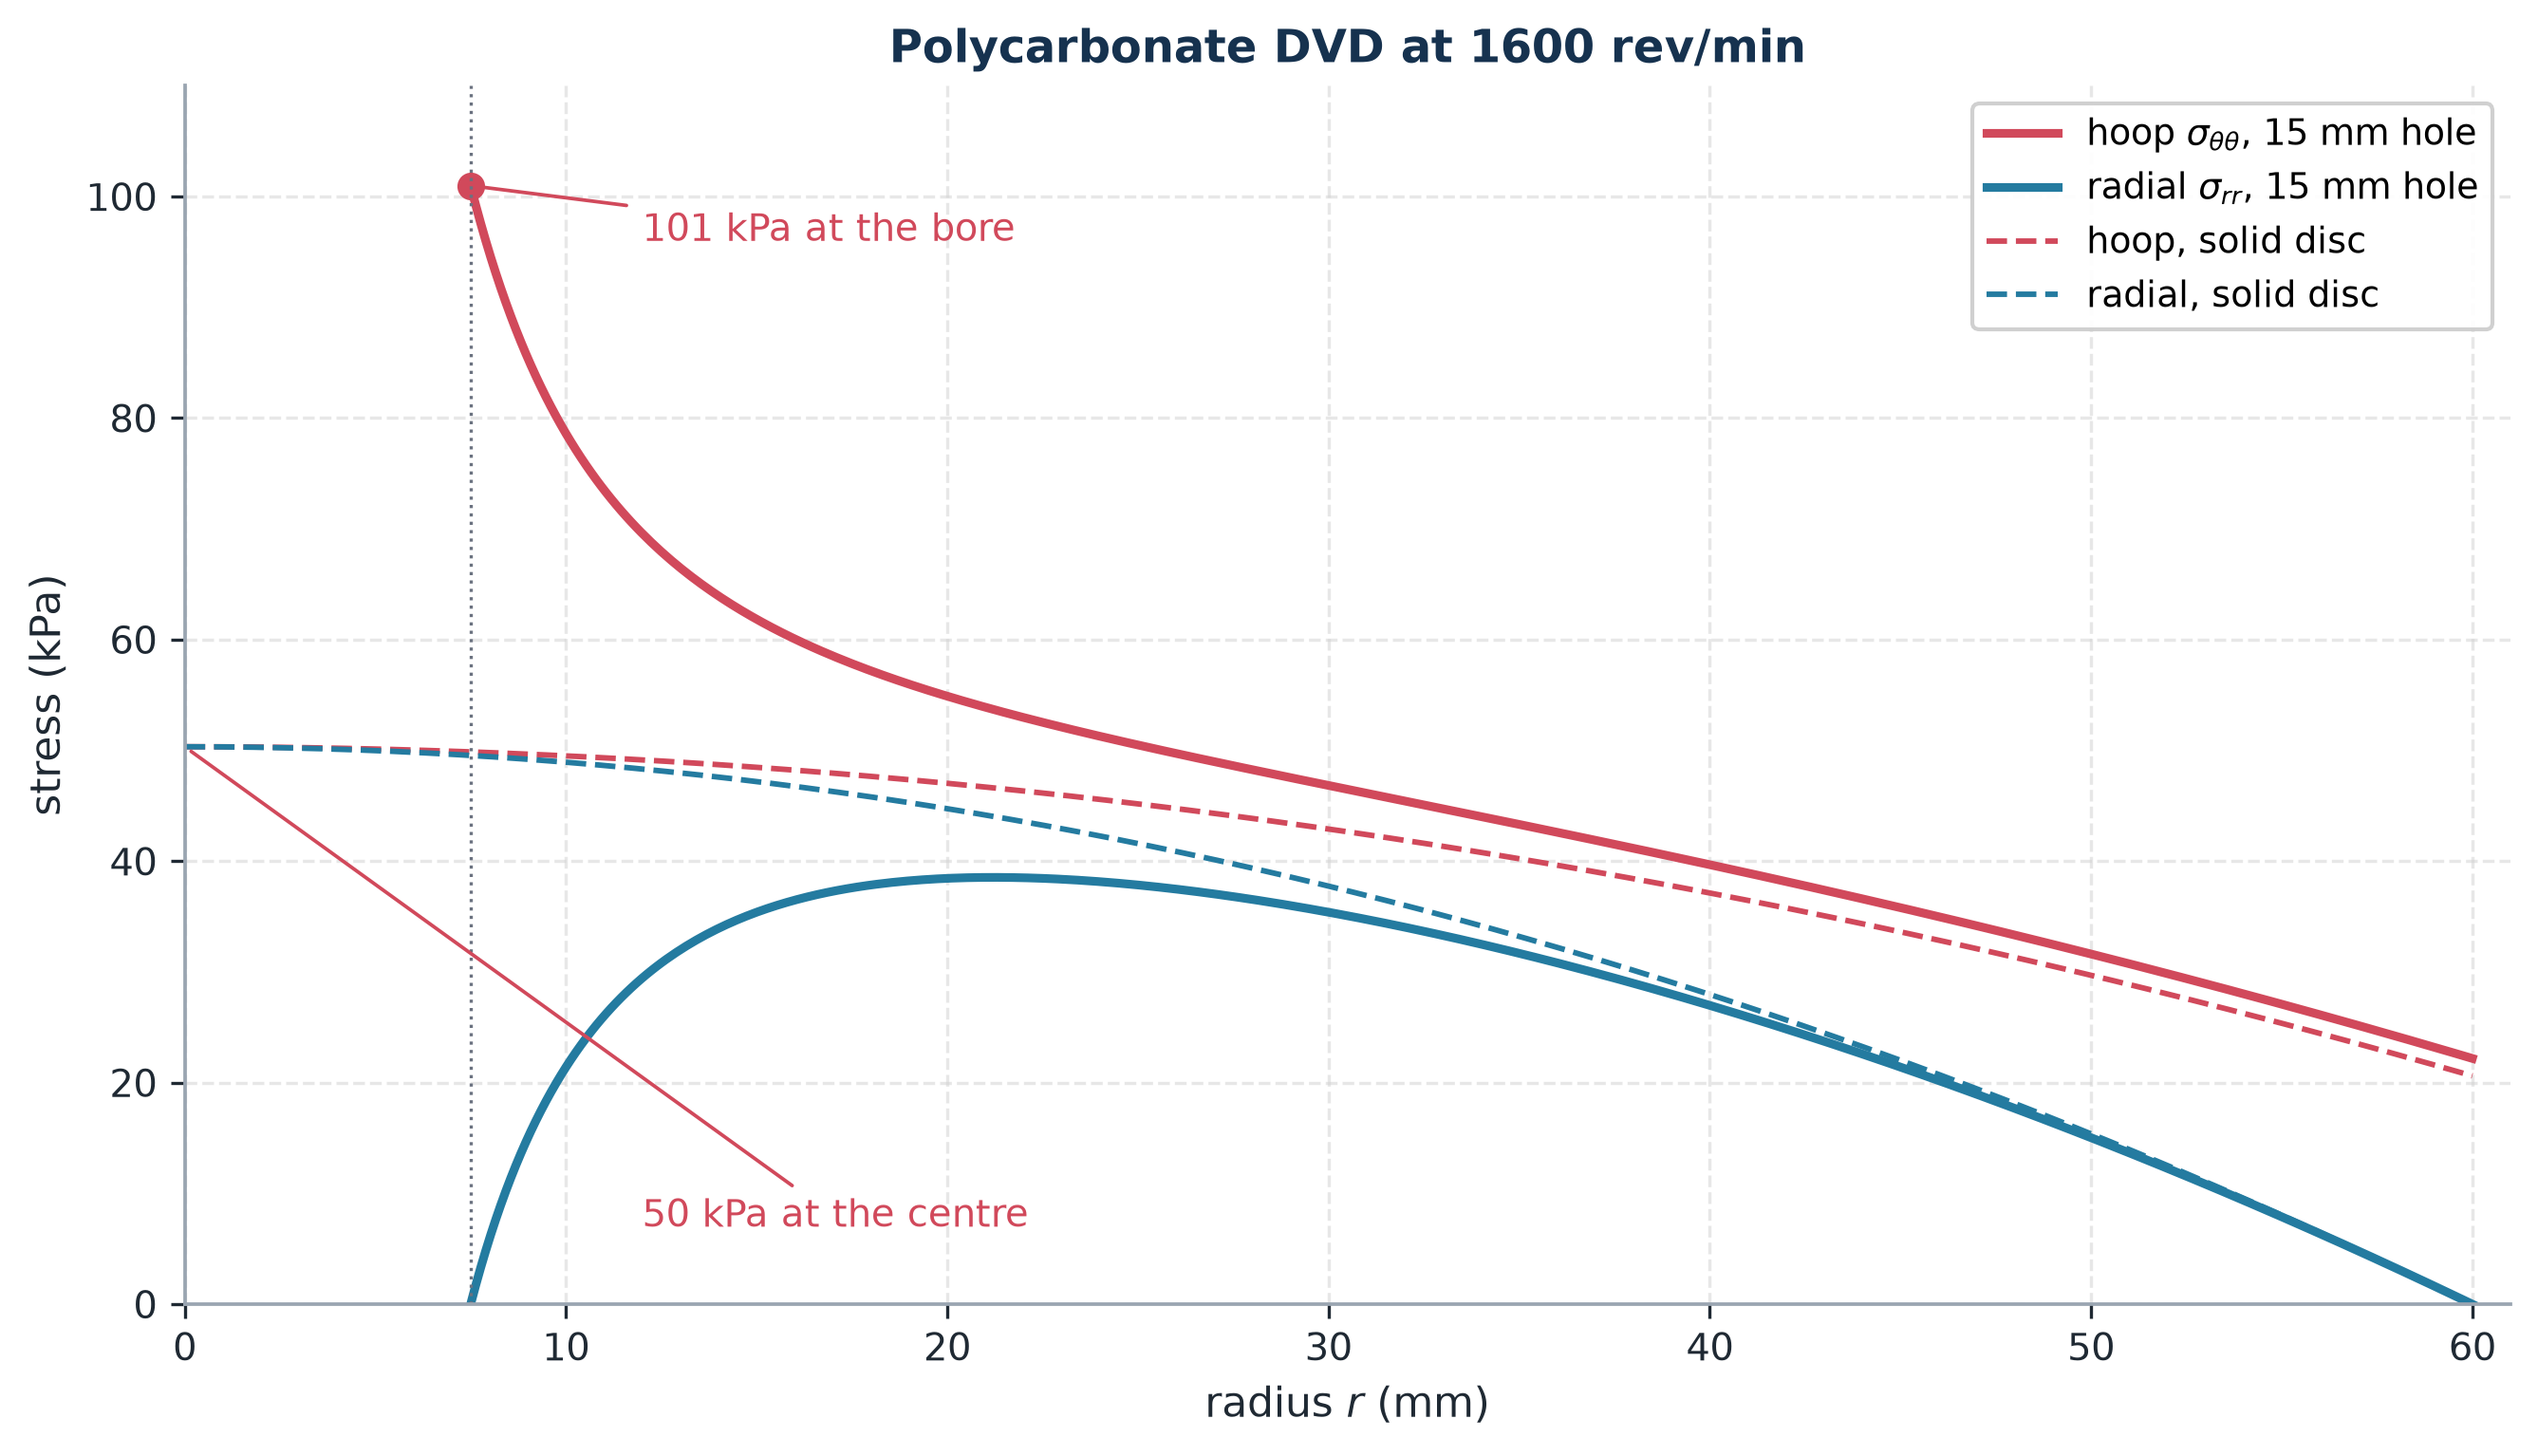 Polycarbonate DVD at 1600 rev/min
hoop σθθ, 15 mm hole
radial σrr, 15 mm hole
hoop, solid disc
radial, solid disc
101 kPa at the bore
50 kPa at the centre
stress (kPa)
100
80
60
40
20
0
0 10 20 30 40 50 60
radius r (mm)